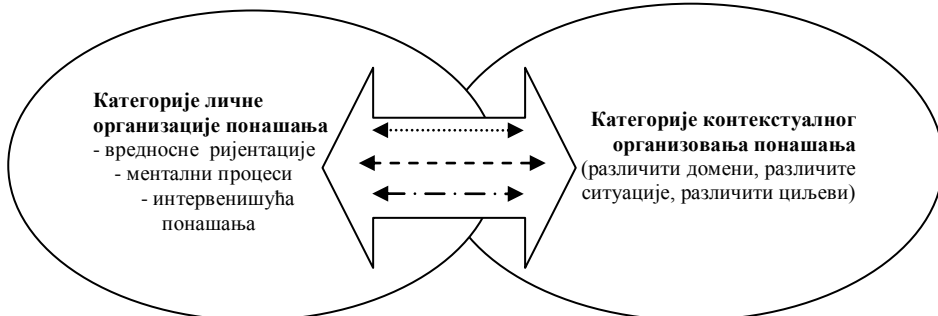 Категорије личне
организације понашања
- вредносне ријентације
- ментални процеси
- интервенишућа
понашања
Категорије контекстуалног
организовања понашања
(различити домени, различите
ситуације, различити циљеви)